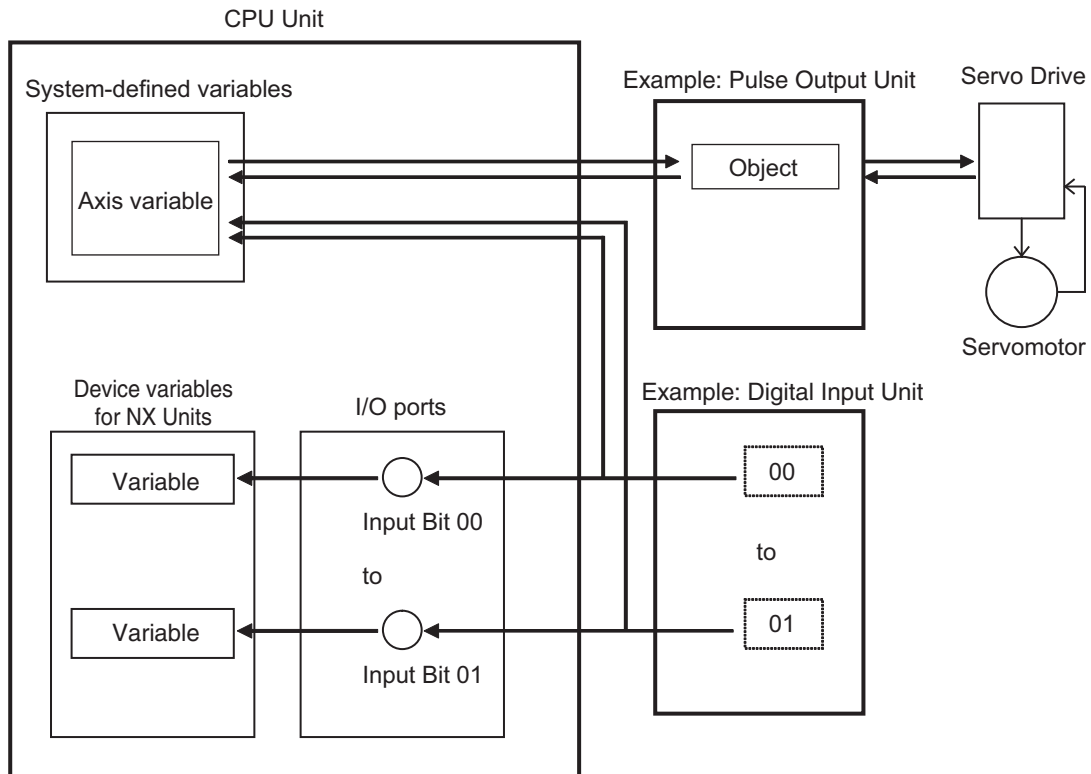 CPU Unit
System-defined variables
Axis variable
Example: Pulse Output Unit
Object
Servo Drive
Servomotor
Device variables
for NX Units
Variable
Variable
I/O ports
Input Bit 00
to
Input Bit 01
Example: Digital Input Unit
00
to
01